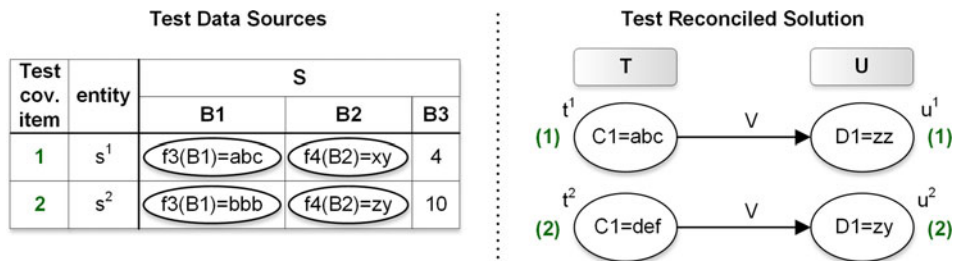 Test Data Sources
Test cov. item entity S
B1 B2 B3
1 s¹ f3(B1)=abc f4(B2)=xy 4
2 s² f3(B1)=bbb f4(B2)=zy 10
Test Reconciled Solution
T U
t¹ u¹
(1) C1=abc V D1=zz (1)
t² u²
(2) C1=def V D1=zy (2)